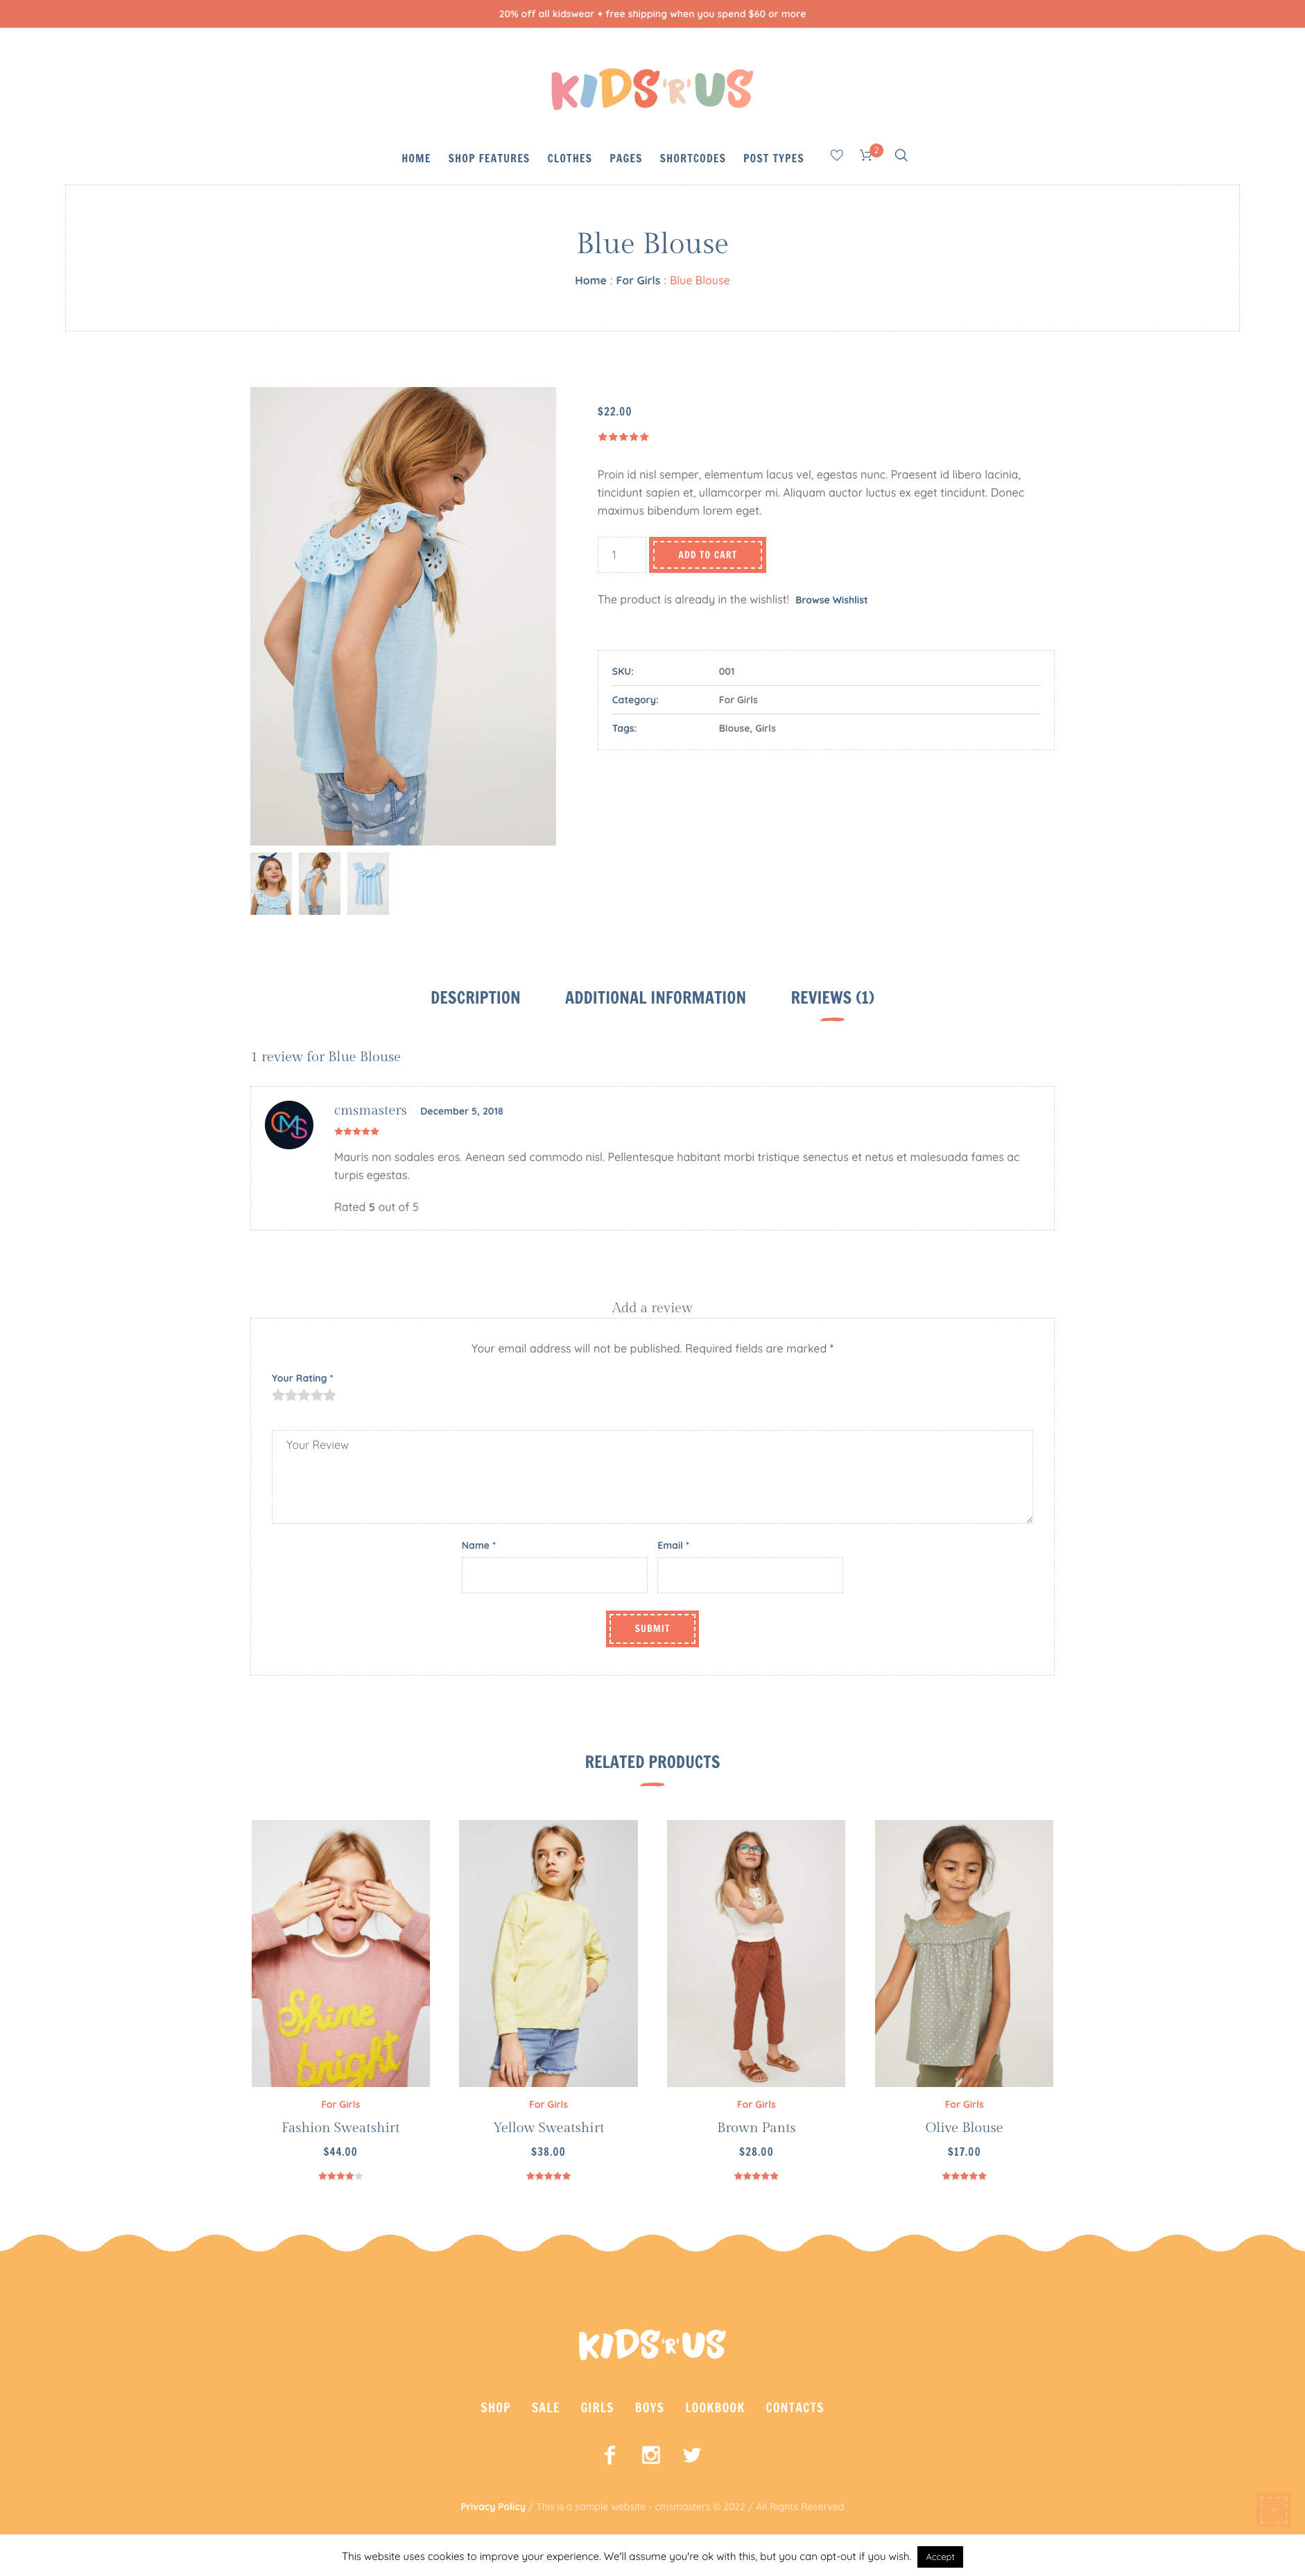 20% off all kidswear + free shipping when you spend $60 or more
KIDS 'R' US
HOME SHOP FEATURES CLOTHES PAGES SHORTCODES POST TYPES 2
Blue Blouse
Home : For Girls : Blue Blouse
$22.00
Proin id nisl semper, elementum lacus vel, egestas nunc. Praesent id libero lacinia,
tincidunt sapien et, ullamcorper mi. Aliquam auctor luctus ex eget tincidunt. Donec
maximus bibendum lorem eget.
1 ADD TO CART
The product is already in the wishlist! Browse Wishlist
SKU: 001
Category: For Girls
Tags: Blouse, Girls
DESCRIPTION ADDITIONAL INFORMATION REVIEWS (1)
1 review for Blue Blouse
CMS
cmsmasters December 5, 2018
Mauris non sodales eros. Aenean sed commodo nisl. Pellentesque habitant morbi tristique senectus et netus et malesuada fames ac
turpis egestas.
Rated 5 out of 5
Add a review
Your email address will not be published. Required fields are marked *
Your Rating *
Your Review
Name * Email *
SUBMIT
RELATED PRODUCTS
Shine
bright
For Girls For Girls For Girls For Girls
Fashion Sweatshirt Yellow Sweatshirt Brown Pants Olive Blouse
$44.00 $38.00 $28.00 $17.00
KIDS 'R' US
SHOP SALE GIRLS BOYS LOOKBOOK CONTACTS
Privacy Policy / This is a sample website - cmsmasters © 2022 / All Rights Reserved
This website uses cookies to improve your experience. We'll assume you're ok with this, but you can opt-out if you wish. Accept